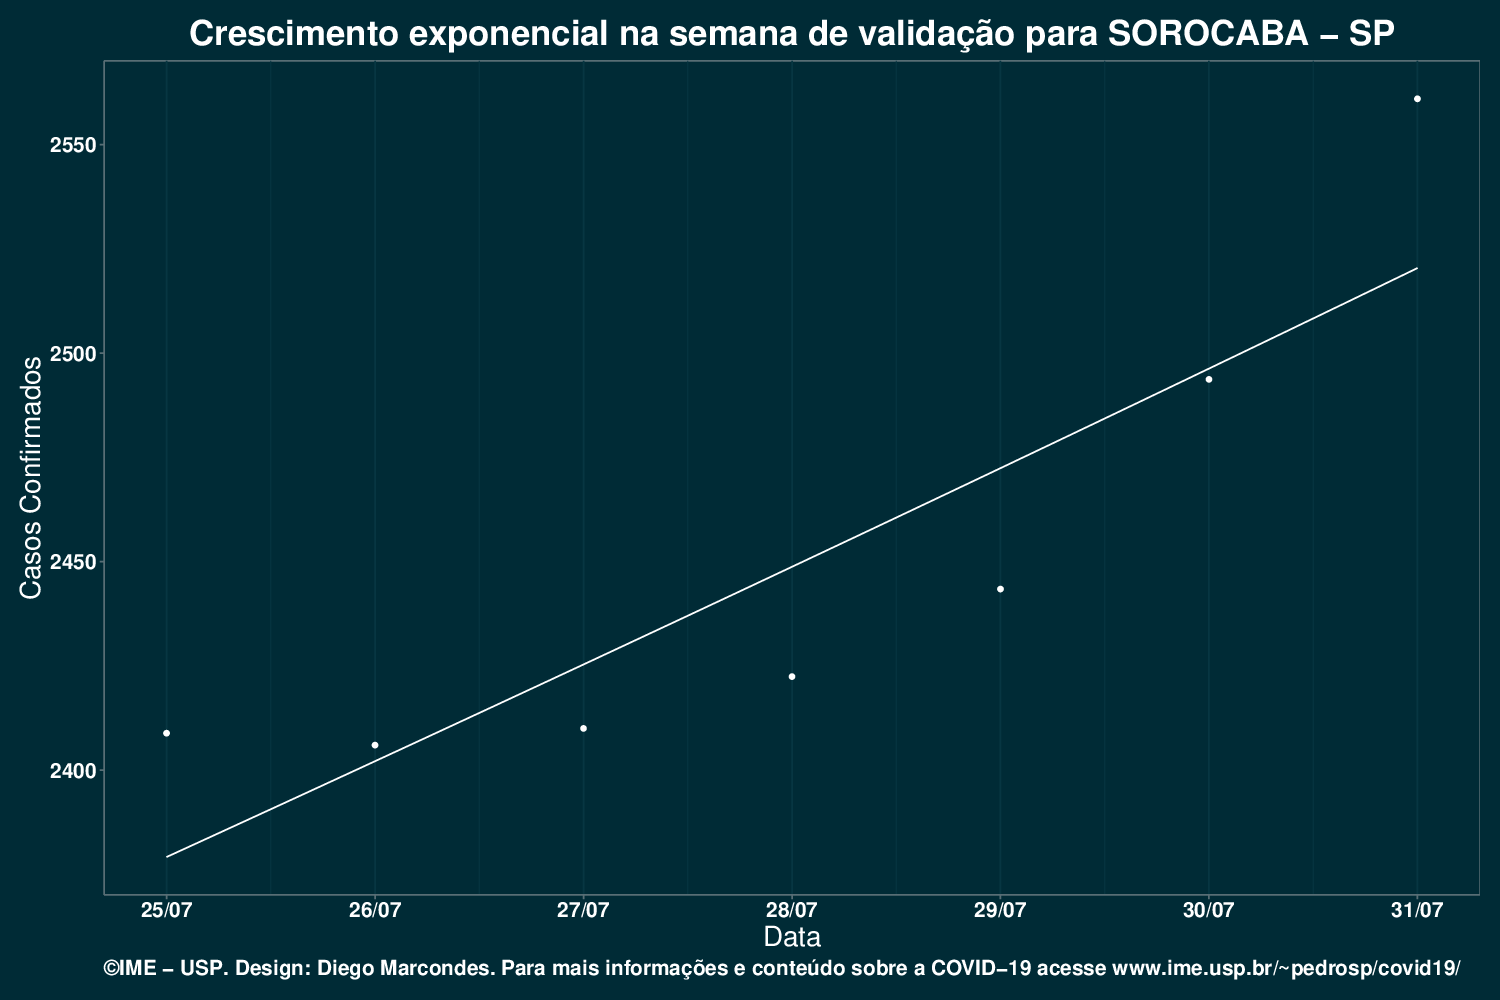 Crescimento exponencial na semana de validação para SOROCABA – SP
Casos Confirmados
2550
2500
2450
2400
25/07 26/07 27/07 28/07 29/07 30/07 31/07
Data
©IME – USP. Design: Diego Marcondes. Para mais informações e conteúdo sobre a COVID–19 acesse www.ime.usp.br/~pedrosp/covid19/